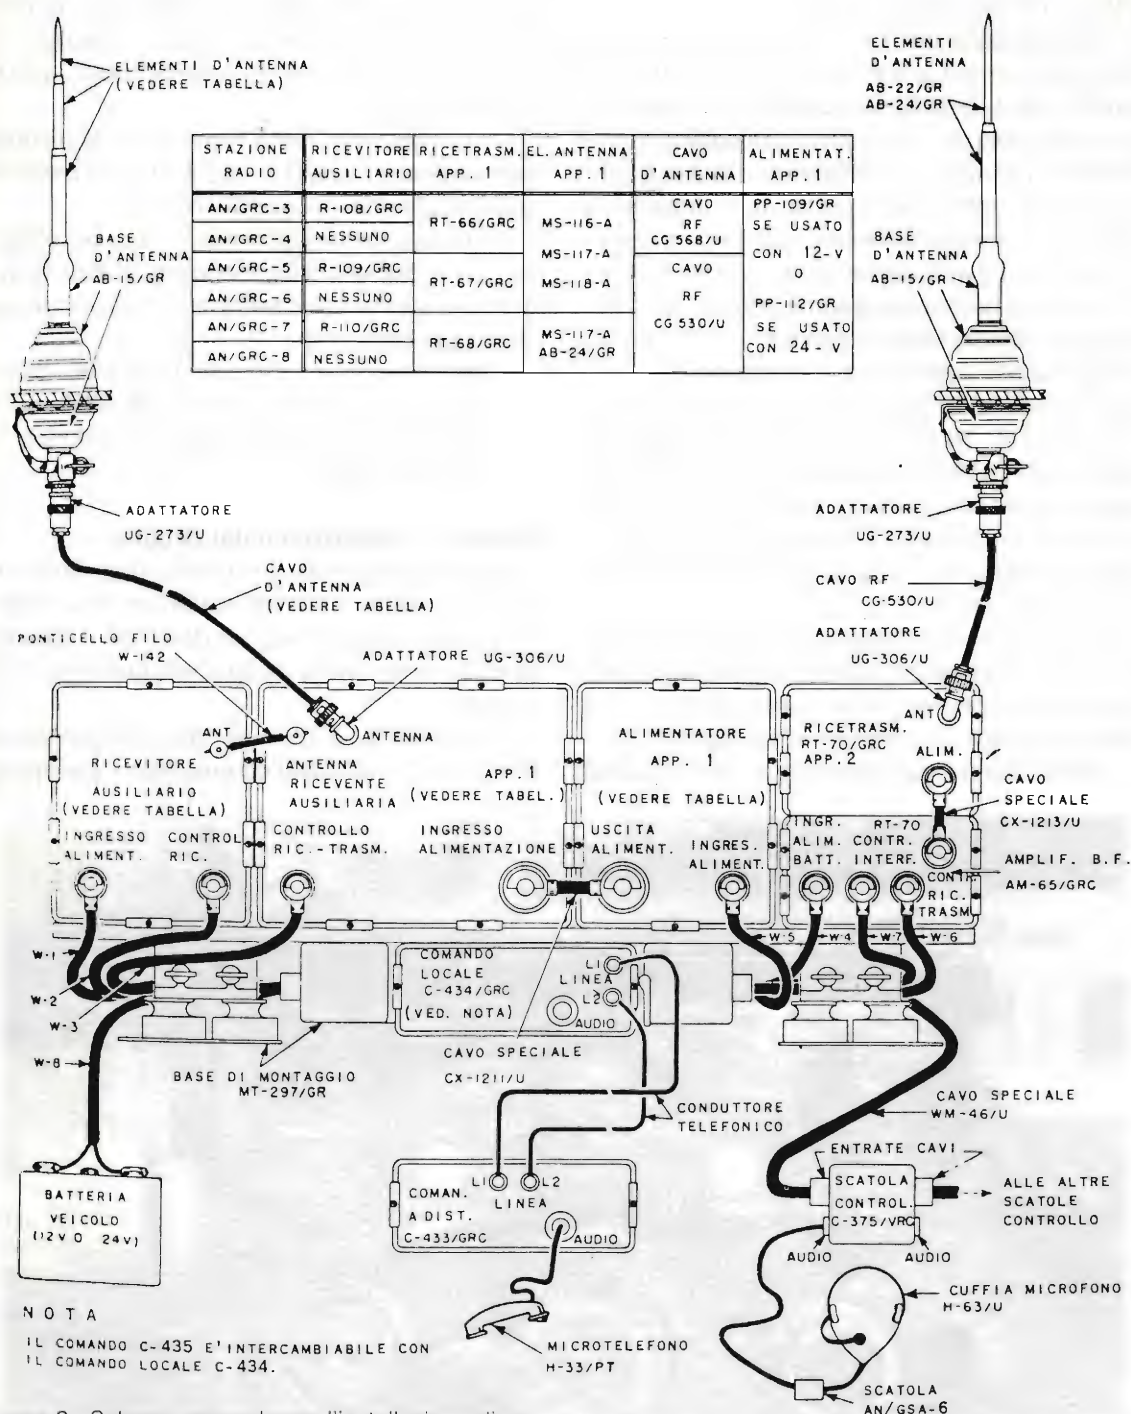 ELEMENTI D'ANTENNA
(VEDERE TABELLA)
ELEMENTI
D'ANTENNA
AB-22/GR
AB-24/GR
STAZIONE RADIO | RICEVITORE AUSILIARIO | RICETRASM. APP. 1 | EL. ANTENNA APP. 1 | CAVO D'ANTENNA | ALIMENTAT. APP. 1
AN/GRC-3 R-108/GRC
AN/GRC-4 NESSUNO
RT-66/GRC
AN/GRC-5 R-109/GRC
AN/GRC-6 NESSUNO
RT-67/GRC
AN/GRC-7 R-110/GRC
AN/GRC-8 NESSUNO
RT-68/GRC
MS-116-A
MS-117-A
MS-118-A
MS-117-A
AB-24/GR
CAVO
RF
CG 568/U
CAVO
RF
CG 530/U
PP-109/GR
SE USATO
CON 12-V
O
PP-112/GR
SE USATO
CON 24-V
BASE
D'ANTENNA
AB-15/GR
BASE
D'ANTENNA
AB-15/GR
ADATTATORE
UG-273/U
ADATTATORE
UG-273/U
CAVO
D'ANTENNA
(VEDERE TABELLA)
CAVO RF
CG-530/U
PONTICELLO FILO
W-142
ADATTATORE UG-306/U
ADATTATORE
UG-306/U
ANT
RICEVITORE
AUSILIARIO
(VEDERE TABELLA)
INGRESSO
ALIMENT.
CONTROL
RIC.
ANTENNA
ANTENNA
RICEVENTE
AUSILIARIA
APP. 1
(VEDERE TABEL.)
CONTROLLO
RIC.-TRASM.
INGRESSO
ALIMENTAZIONE
ALIMENTATORE
APP. 1
(VEDERE TABELLA)
USCITA
ALIMENT.
INGRES.
ALIMENT.
ANT
RICETRASM.
RT-70/GRC
APP. 2
ALIM.
CAVO
SPECIALE
CX-1213/U
INGR.
ALIM.
BATT.
RT-70
CONTR.
INTERF.
CONTR
RIC.
TRASM
AMPLIF. B.F.
AM-65/GRC
W-1
W-2
W-3
W-8
W-5
W-4
W-7
W-6
COMANDO
LOCALE
C-434/GRC
(VED. NOTA)
L1
LINEA
L2
AUDIO
BASE DI MONTAGGIO
MT-297/GR
CAVO SPECIALE
CX-1211/U
CONDUTTORE
TELEFONICO
CAVO SPECIALE
WM-46/U
ENTRATE CAVI
SCATOLA
CONTROL.
C-375/VRC
ALLE ALTRE
SCATOLE
CONTROLLO
AUDIO
AUDIO
BATTERIA
VEICOLO
(12V O 24V)
L1
L2
LINEA
COMAN.
A DIST.
C-433/GRC
AUDIO
CUFFIA MICROFONO
H-63/U
MICROTELEFONO
H-33/PT
SCATOLA
AN/GSA-6
NOTA
IL COMANDO C-435 E'INTERCAMBIABILE CON
IL COMANDO LOCALE C-434.